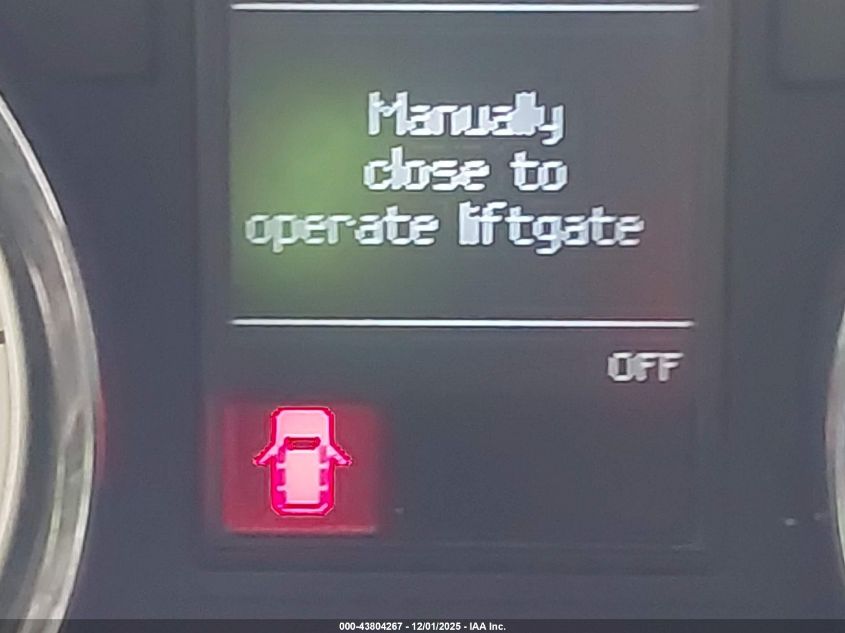 Manually
close to
operate liftgate
OFF
000-43804267 - 12/01/2025 - IAA Inc.